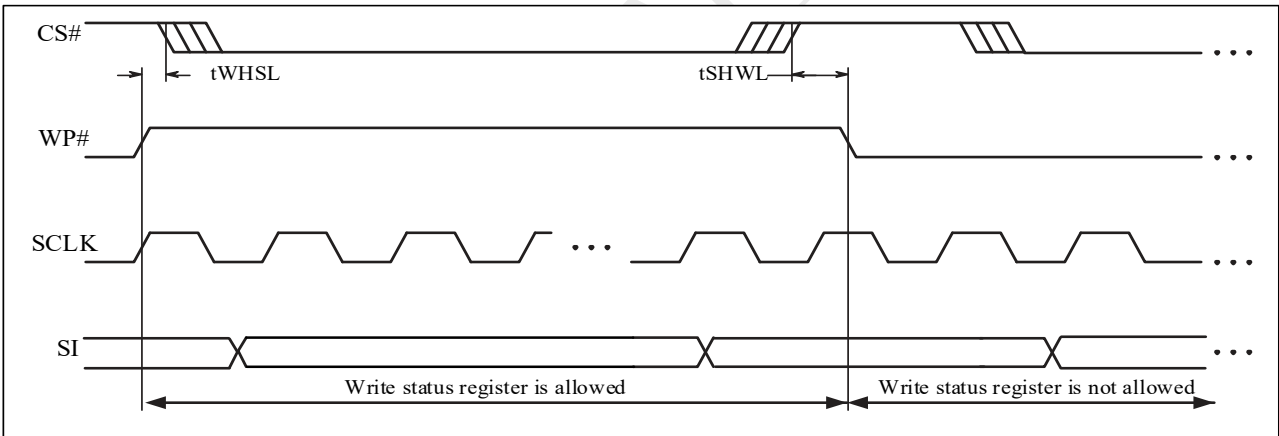 CS#
tWHSL
tSHWL
WP#
SCLK
SI
Write status register is allowed
Write status register is not allowed